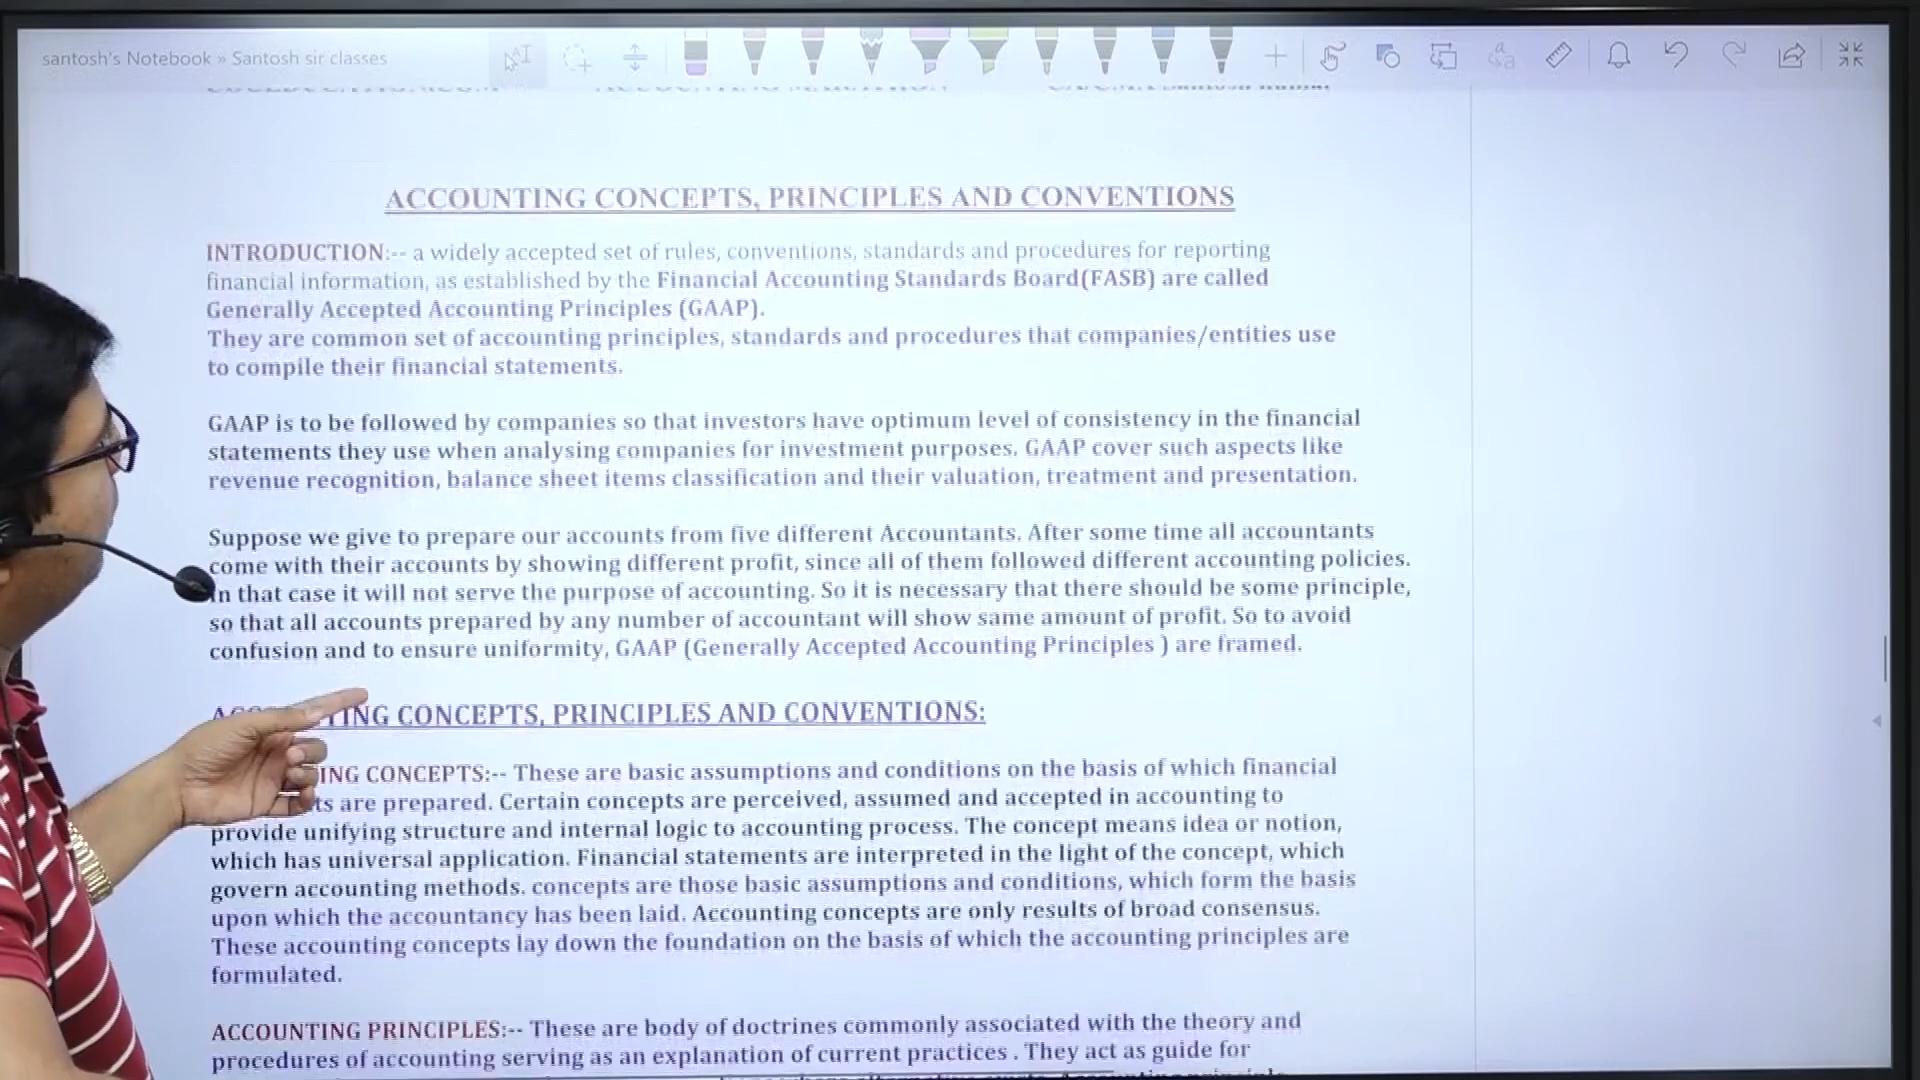 santosh's Notebook » Santosh sir classes
ACCOUNTING CONCEPTS, PRINCIPLES AND CONVENTIONS
INTRODUCTION:-- a widely accepted set of rules, conventions, standards and procedures for reporting
financial information, as established by the Financial Accounting Standards Board(FASB) are called
Generally Accepted Accounting Principles (GAAP).
They are common set of accounting principles, standards and procedures that companies/entities use
to compile their financial statements.
GAAP is to be followed by companies so that investors have optimum level of consistency in the financial
statements they use when analysing companies for investment purposes. GAAP cover such aspects like
revenue recognition, balance sheet items classification and their valuation, treatment and presentation.
Suppose we give to prepare our accounts from five different Accountants. After some time all accountants
come with their accounts by showing different profit, since all of them followed different accounting policies.
In that case it will not serve the purpose of accounting. So it is necessary that there should be some principle,
so that all accounts prepared by any number of accountant will show same amount of profit. So to avoid
confusion and to ensure uniformity, GAAP (Generally Accepted Accounting Principles ) are framed.
CONCEPTS, PRINCIPLES AND CONVENTIONS:
ING CONCEPTS:-- These are basic assumptions and conditions on the basis of which financial
ts are prepared. Certain concepts are perceived, assumed and accepted in accounting to
provide unifying structure and internal logic to accounting process. The concept means idea or notion,
which has universal application. Financial statements are interpreted in the light of the concept, which
govern accounting methods. concepts are those basic assumptions and conditions, which form the basis
upon which the accountancy has been laid. Accounting concepts are only results of broad consensus.
These accounting concepts lay down the foundation on the basis of which the accounting principles are
formulated.
ACCOUNTING PRINCIPLES:-- These are body of doctrines commonly associated with the theory and
procedures of accounting serving as an explanation of current practices . They act as guide for